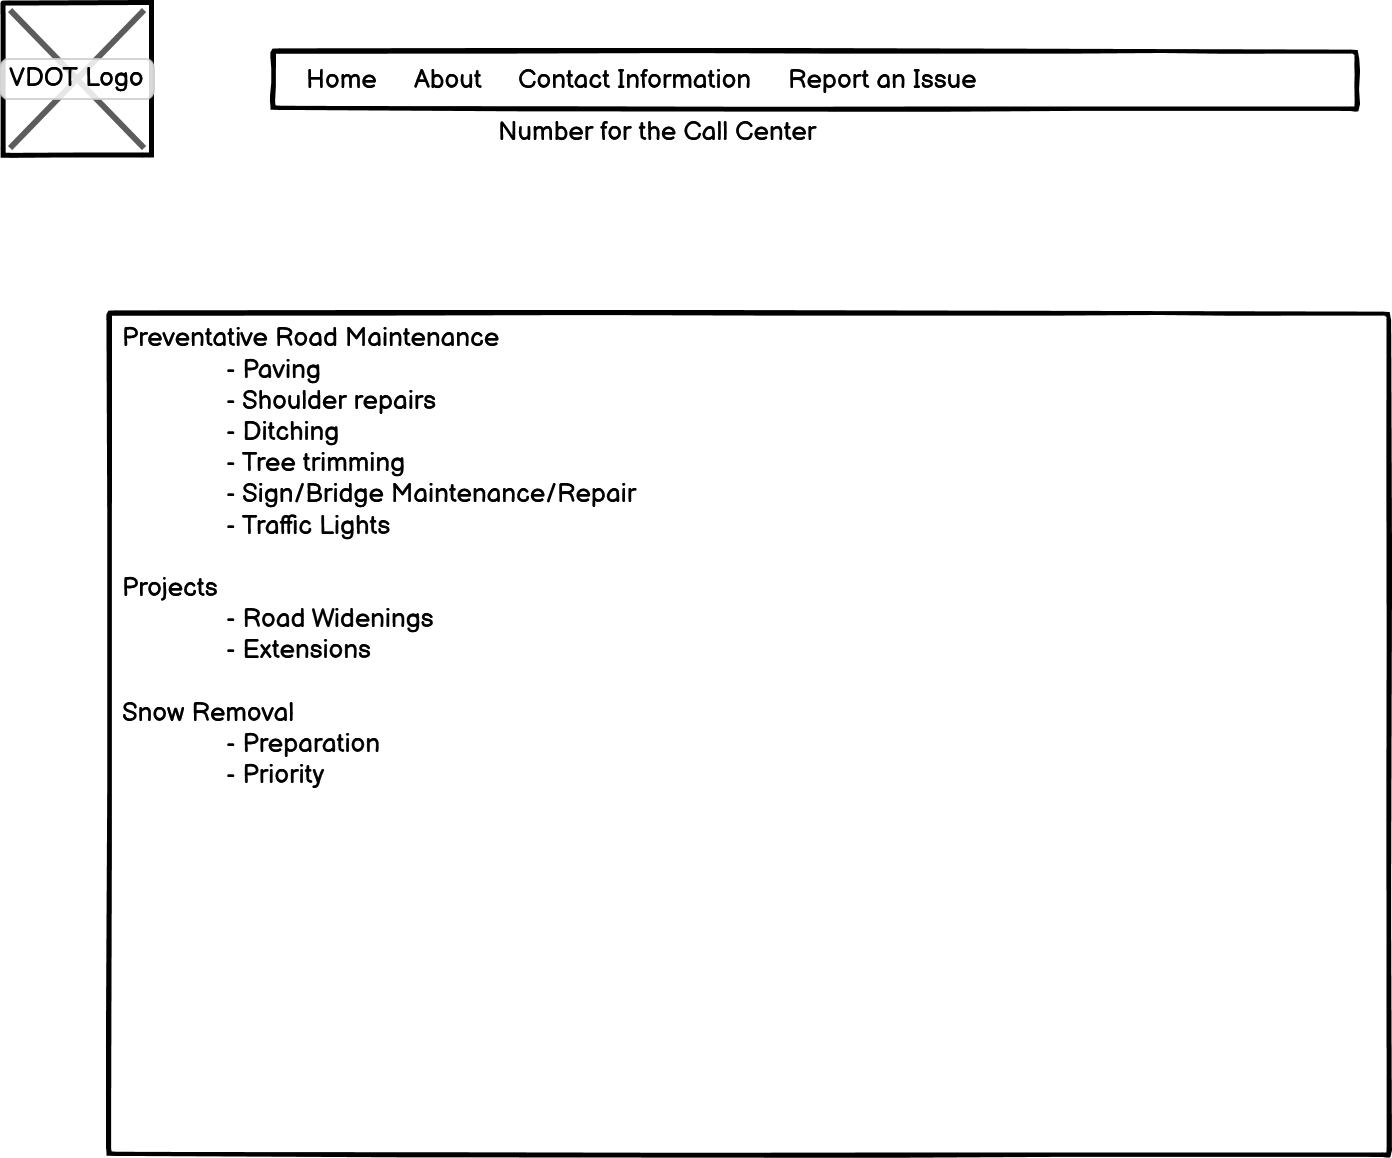 VDOT Logo
Home About Contact Information Report an Issue
Number for the Call Center
Preventative Road Maintenance
- Paving
- Shoulder repairs
- Ditching
- Tree trimming
- Sign/Bridge Maintenance/Repair
- Traffic Lights
Projects
- Road Widenings
- Extensions
Snow Removal
- Preparation
- Priority